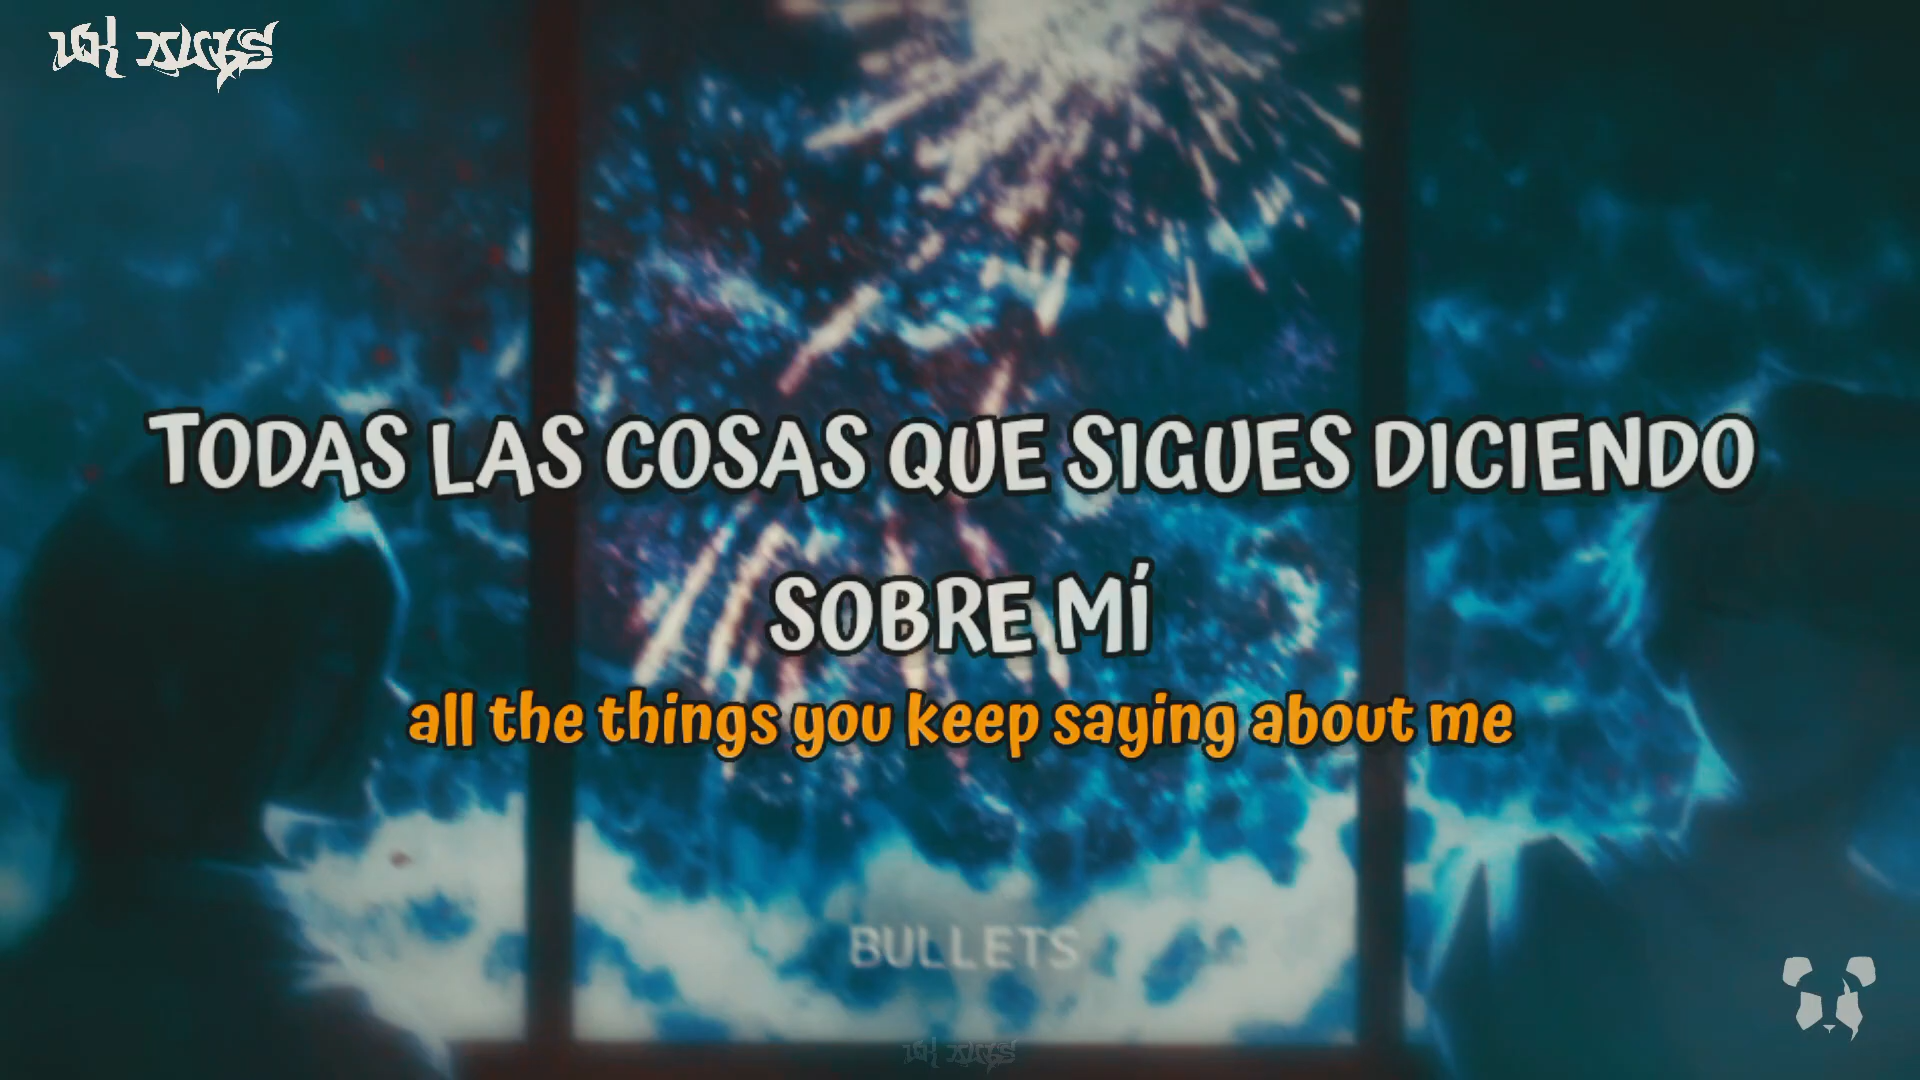 TODAS LAS COSAS QUE SIGUES DICIENDO
SOBRE MÍ
all the things you keep saying about me
BULLETS